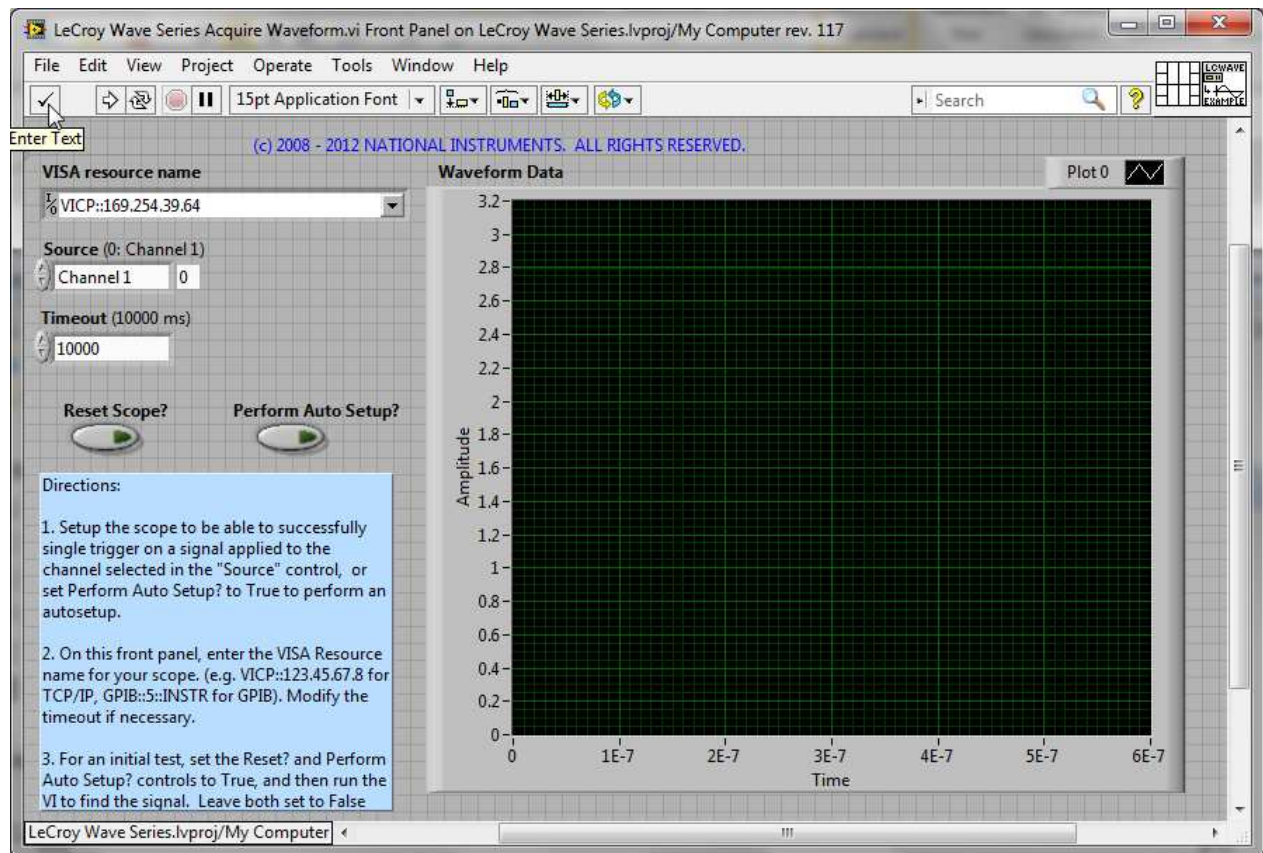 LeCroy Wave Series Acquire Waveform.vi Front Panel on LeCroy Wave Series.lvproj/My Computer rev. 117
File Edit View Project Operate Tools Window Help
15pt Application Font
Search
LCWAVE
EXAMPLE
Enter Text
(c) 2008 - 2012 NATIONAL INSTRUMENTS. ALL RIGHTS RESERVED.
VISA resource name
VICP::169.254.39.64
Source (0: Channel 1)
Channel 1 0
Timeout (10000 ms)
10000
Reset Scope? Perform Auto Setup?
Directions:
1. Setup the scope to be able to successfully
single trigger on a signal applied to the
channel selected in the "Source" control, or
set Perform Auto Setup? to True to perform an
autosetup.
2. On this front panel, enter the VISA Resource
name for your scope. (e.g. VICP::123.45.67.8 for
TCP/IP, GPIB::5::INSTR for GPIB). Modify the
timeout if necessary.
3. For an initial test, set the Reset? and Perform
Auto Setup? controls to True, and then run the
VI to find the signal. Leave both set to False
Waveform Data
Plot 0
3.2
3
2.8
2.6
2.4
2.2
2
1.8
1.6
1.4
1.2
1
0.8
0.6
0.4
0.2
0
Amplitude
0 1E-7 2E-7 3E-7 4E-7 5E-7 6E-7
Time
LeCroy Wave Series.lvproj/My Computer